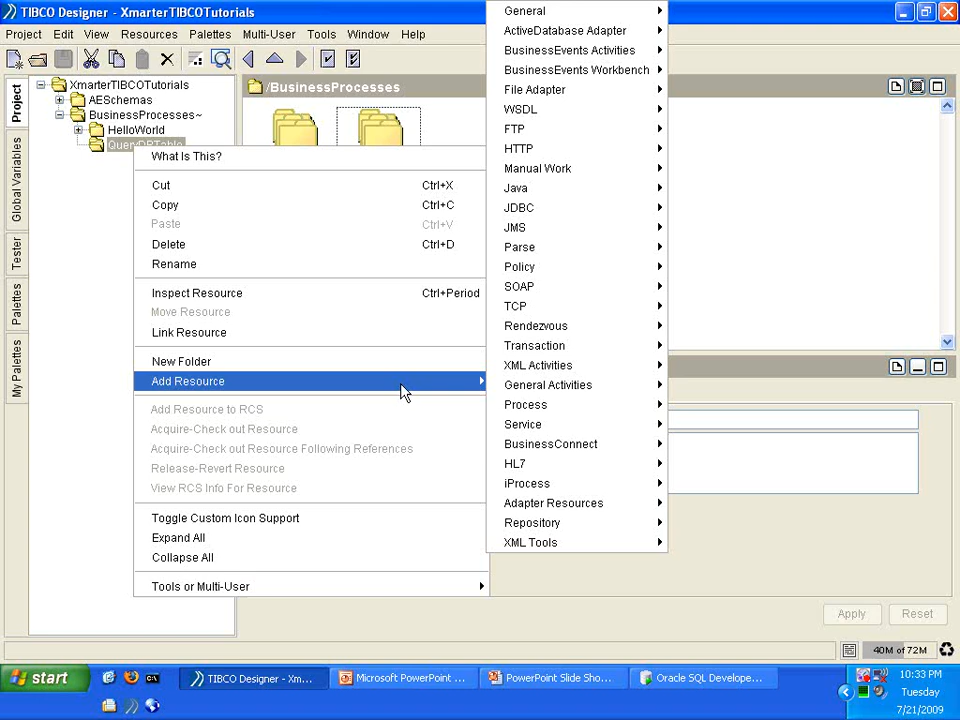 TIBCO Designer - XmarterTIBCOTutorials
Project Edit View Resources Palettes Multi-User Tools Window Help
Project
Global Variables
Tester
Palettes
My Palettes
XmarterTIBCOTutorials
AESchemas
BusinessProcesses~
HelloWorld
QueryDBTable
/BusinessProcesses
What Is This?
Cut Ctrl+X
Copy Ctrl+C
Paste Ctrl+V
Delete Ctrl+D
Rename
Inspect Resource Ctrl+Period
Move Resource
Link Resource
New Folder
Add Resource
Add Resource to RCS
Acquire-Check out Resource
Acquire-Check out Resource Following References
Release-Revert Resource
View RCS Info For Resource
Toggle Custom Icon Support
Expand All
Collapse All
Tools or Multi-User
General
ActiveDatabase Adapter
BusinessEvents Activities
BusinessEvents Workbench
File Adapter
WSDL
FTP
HTTP
Manual Work
Java
JDBC
JMS
Parse
Policy
SOAP
TCP
Rendezvous
Transaction
XML Activities
General Activities
Process
Service
BusinessConnect
HL7
iProcess
Adapter Resources
Repository
XML Tools
Apply Reset
40M of 72M
start
TIBCO Designer - Xm...
Microsoft PowerPoint ...
PowerPoint Slide Sho...
Oracle SQL Develope...
10:33 PM
Tuesday
7/21/2009